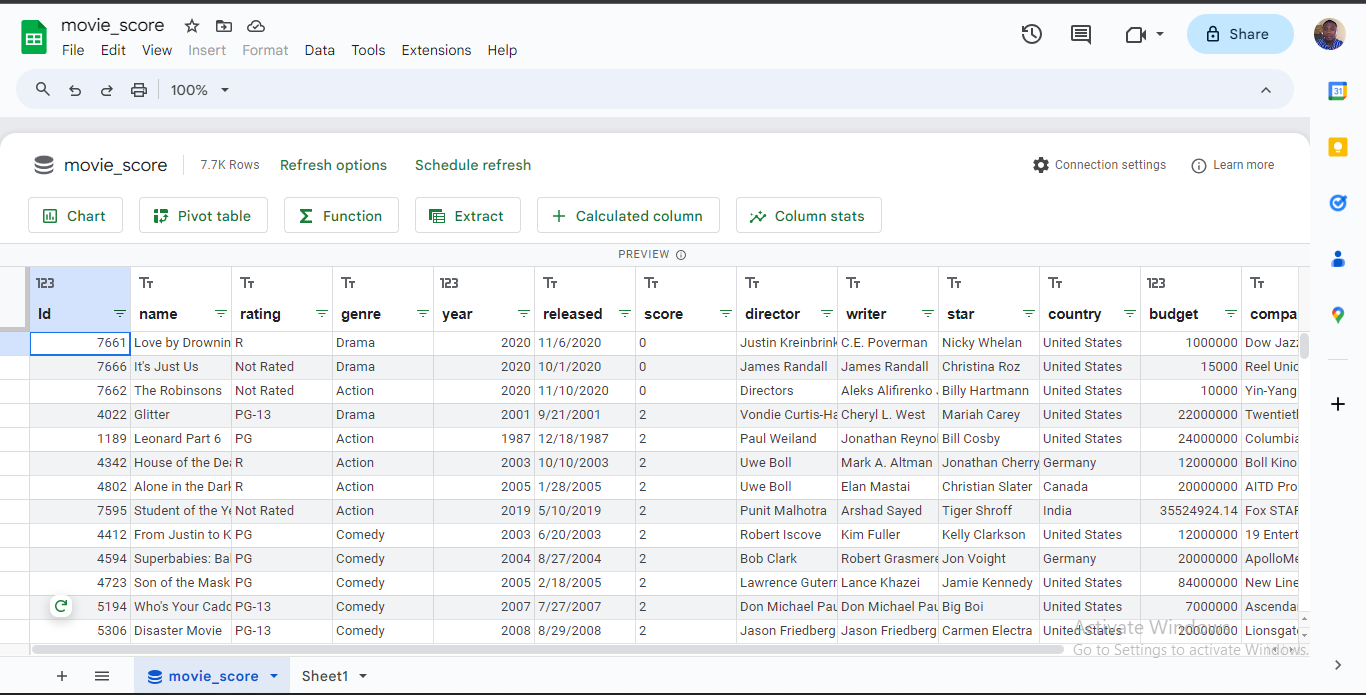 movie_score
File Edit View Insert Format Data Tools Extensions Help
Share
100%
31
movie_score 7.7K Rows Refresh options Schedule refresh Connection settings Learn more
Chart Pivot table Function Extract Calculated column Column stats
PREVIEW
123 Tт Tт Tт 123 Tт Tт Tт Tт Tт Tт 123 Tт
Id name rating genre year released score director writer star country budget compa
7661 Love by Drownin R Drama 2020 11/6/2020 0 Justin Kreinbrink C.E. Poverman Nicky Whelan United States 1000000 Dow Jazz
7666 It's Just Us Not Rated Drama 2020 10/1/2020 0 James Randall James Randall Christina Roz United States 15000 Reel Unic
7662 The Robinsons Not Rated Action 2020 11/10/2020 0 Directors Aleks Alifirenko Billy Hartmann United States 10000 Yin-Yang
4022 Glitter PG-13 Drama 2001 9/21/2001 2 Vondie Curtis-Ha Cheryl L. West Mariah Carey United States 22000000 Twentiet
1189 Leonard Part 6 PG Action 1987 12/18/1987 2 Paul Weiland Jonathan Reynol Bill Cosby United States 24000000 Columbia
4342 House of the Dea R Action 2003 10/10/2003 2 Uwe Boll Mark A. Altman Jonathan Cherry Germany 12000000 Boll Kino
4802 Alone in the Dark R Action 2005 1/28/2005 2 Uwe Boll Elan Mastai Christian Slater Canada 20000000 AITD Pro
7595 Student of the Ye Not Rated Action 2019 5/10/2019 2 Punit Malhotra Arshad Sayed Tiger Shroff India 35524924.14 Fox STAR
4412 From Justin to K PG Comedy 2003 6/20/2003 2 Robert Iscove Kim Fuller Kelly Clarkson United States 12000000 19 Entert
4594 Superbabies: Ba PG Comedy 2004 8/27/2004 2 Bob Clark Robert Grasmere Jon Voight Germany 20000000 ApolloMe
4723 Son of the Mask PG Comedy 2005 2/18/2005 2 Lawrence Gutern Lance Khazei Jamie Kennedy United States 84000000 New Line
5194 Who's Your Cadd PG-13 Comedy 2007 7/27/2007 2 Don Michael Pau Don Michael Pau Big Boi United States 7000000 Ascenda
5306 Disaster Movie PG-13 Comedy 2008 8/29/2008 2 Jason Friedberg Jason Friedberg Carmen Electra United States 20000000 Lionsgate
Activate Windows
Go to Settings to activate Windows.
movie_score Sheet1